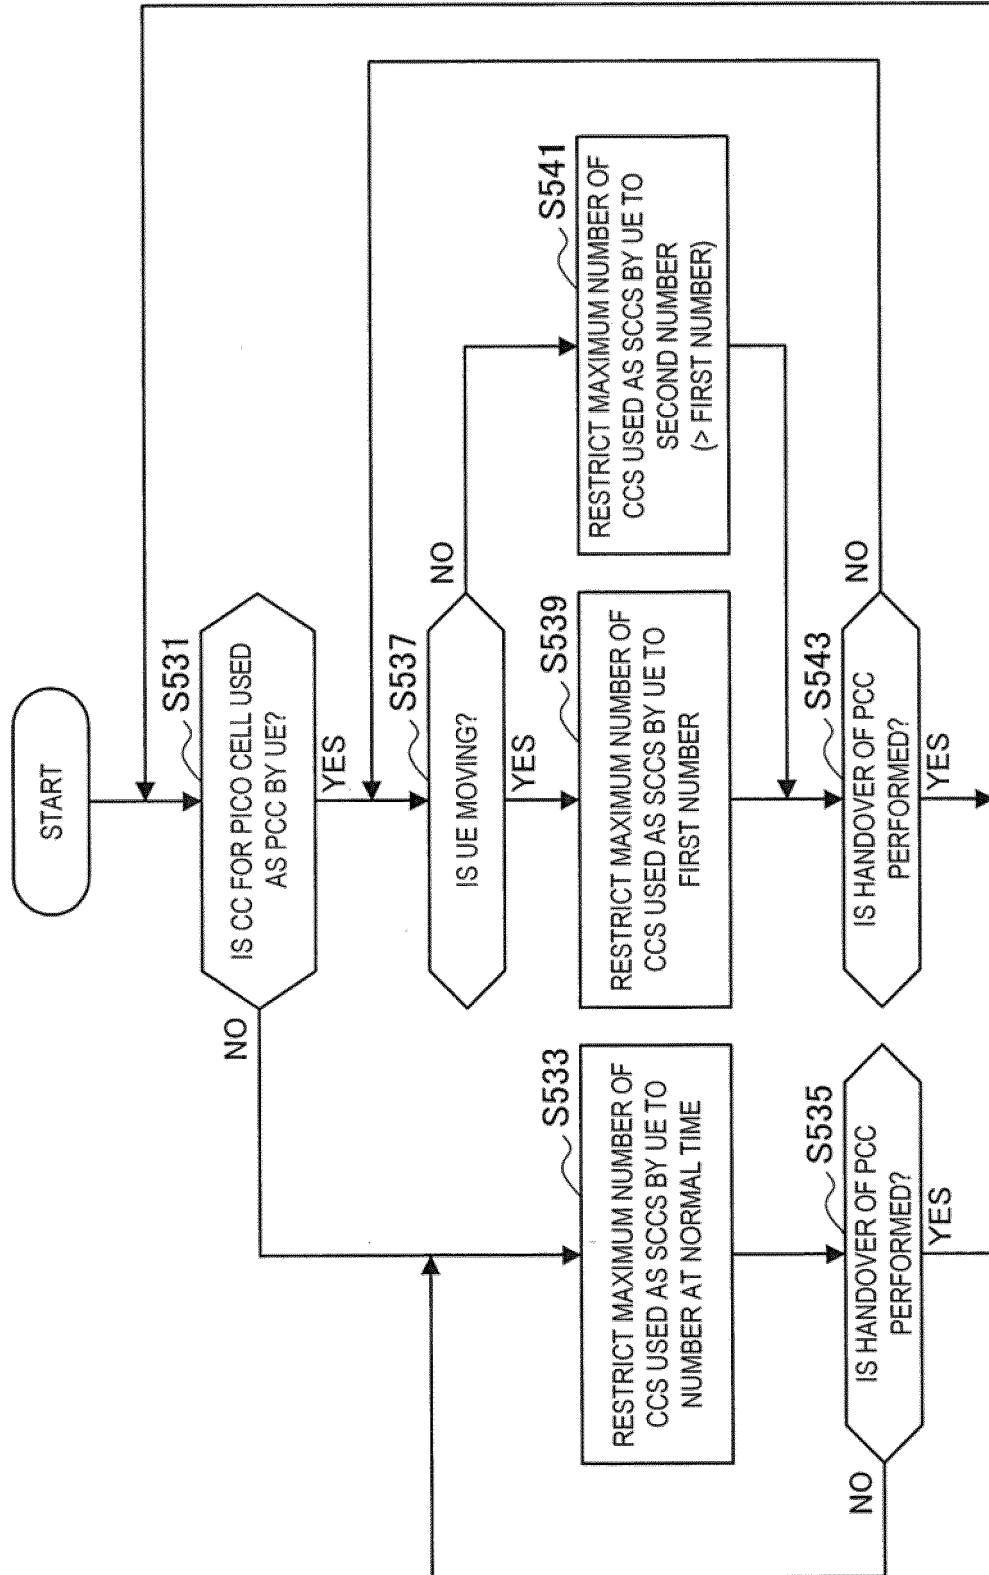 START
S531
IS CC FOR PICO CELL USED
AS PCC BY UE?
NO
YES
S537
IS UE MOVING?
NO
YES
S533
RESTRICT MAXIMUM NUMBER OF
CCS USED AS SCCS BY UE TO
NUMBER AT NORMAL TIME
S539
RESTRICT MAXIMUM NUMBER OF
CCS USED AS SCCS BY UE TO
FIRST NUMBER
S541
RESTRICT MAXIMUM NUMBER OF
CCS USED AS SCCS BY UE TO
SECOND NUMBER
(> FIRST NUMBER)
S535
IS HANDOVER OF PCC
PERFORMED?
NO
YES
S543
IS HANDOVER OF PCC
PERFORMED?
NO
YES